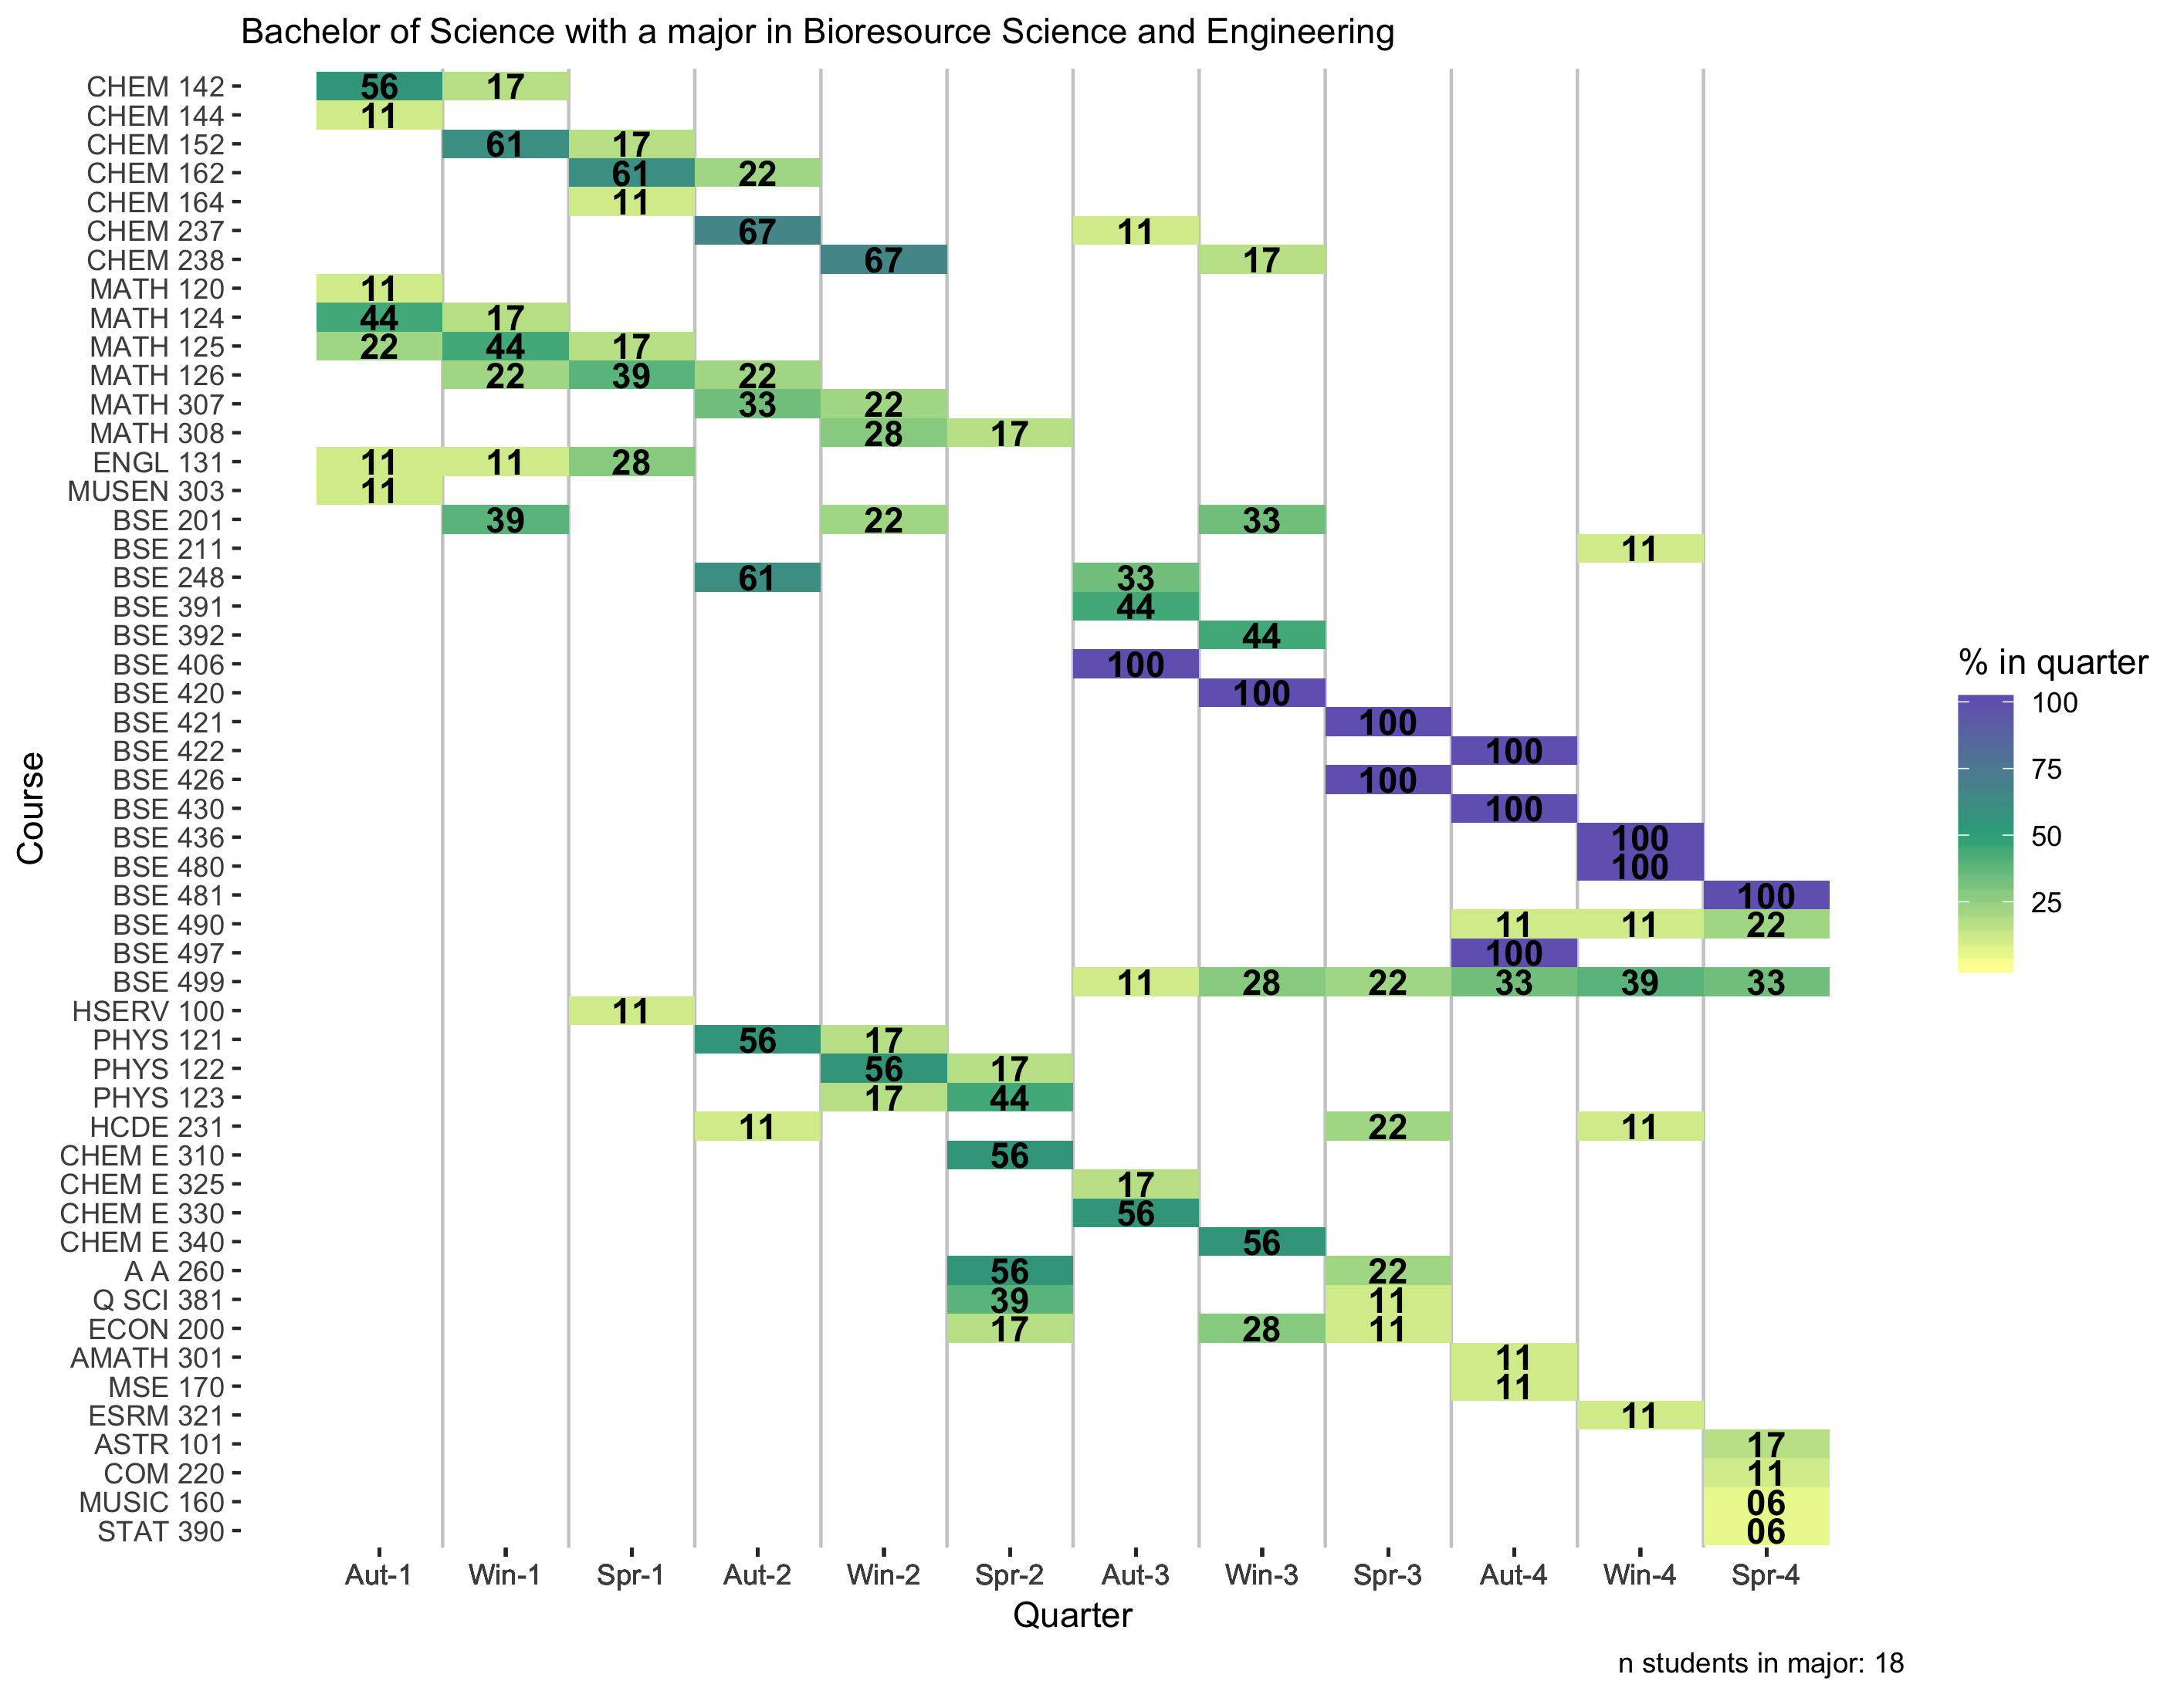 Bachelor of Science with a major in Bioresource Science and Engineering
CHEM 142 56 17
CHEM 144 11
CHEM 152 61 17
CHEM 162 61 22
CHEM 164 11
CHEM 237 67 11
CHEM 238 67 17
MATH 120 11
MATH 124 44 17
MATH 125 22 44 17
MATH 126 22 39 22
MATH 307 33 22
MATH 308 28 17
ENGL 131 11 11 28
MUSEN 303 11
BSE 201 39 22 33
BSE 211 11
BSE 248 61 33
BSE 391 44
BSE 392 44
BSE 406 100
BSE 420 100
BSE 421 100
BSE 422 100
BSE 426 100
BSE 430 100
BSE 436 100
BSE 480 100
BSE 481 100
BSE 490 11 11 22
BSE 497 100
BSE 499 11 28 22 33 39 33
HSERV 100 11
PHYS 121 56 17
PHYS 122 56 17
PHYS 123 17 44
HCDE 231 11 22 11
CHEM E 310 56
CHEM E 325 17
CHEM E 330 56
CHEM E 340 56
A A 260 56 22
Q SCI 381 39 11
ECON 200 17 28 11
AMATH 301 11
MSE 170 11
ESRM 321 11
ASTR 101 17
COM 220 11
MUSIC 160 06
STAT 390 06
Course
Aut-1 Win-1 Spr-1 Aut-2 Win-2 Spr-2 Aut-3 Win-3 Spr-3 Aut-4 Win-4 Spr-4
Quarter
% in quarter
100
75
50
25
n students in major: 18